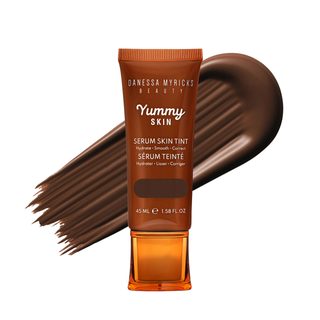 DANESSA MYRICKS
BEAUTY
Yummy
SKIN
SERUM SKIN TINT
Hydrate • Smooth • Correct
SÉRUM TEINTÉ
Hydrater • Lisser • Corriger
45 ML ℮ 1.58 FL.OZ